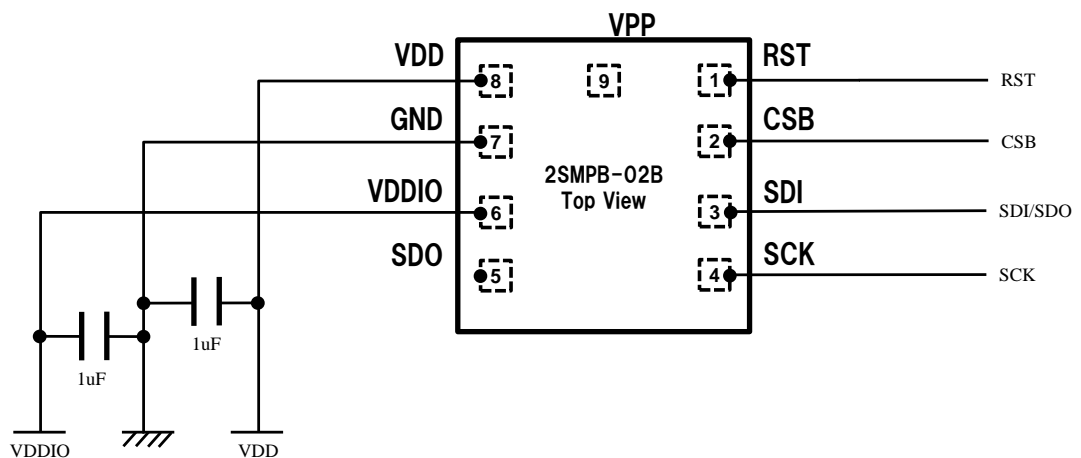 VPP
VDD
8
9
1
RST
RST
GND
7
2
CSB
CSB
2SMPB-02B
Top View
VDDIO
6
3
SDI
SDI/SDO
SDO
5
4
SCK
SCK
1uF
1uF
VDDIO
VDD